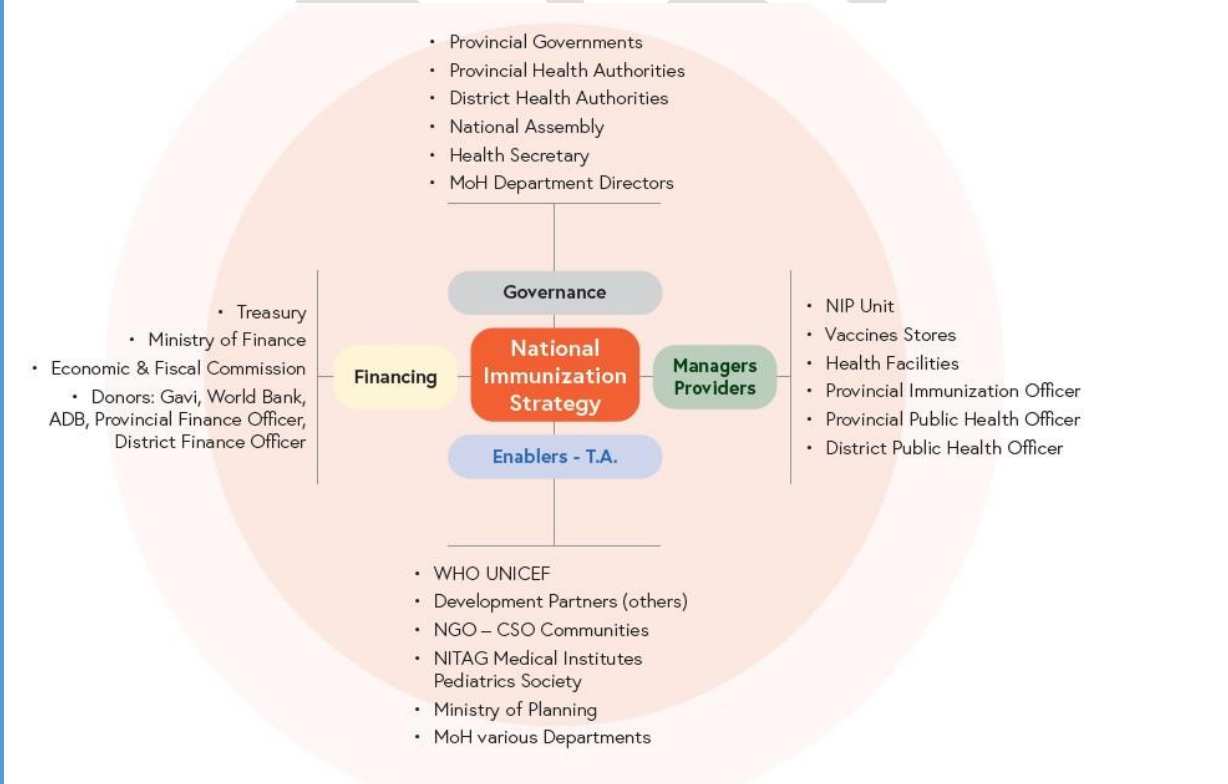 • Provincial Governments
• Provincial Health Authorities
• District Health Authorities
• National Assembly
• Health Secretary
• MoH Department Directors
Governance
• Treasury
• Ministry of Finance
• Economic & Fiscal Commission
• Donors: Gavi, World Bank,
ADB, Provincial Finance Officer,
District Finance Officer
Financing
National
Immunization
Strategy
Managers
Providers
• NIP Unit
• Vaccines Stores
• Health Facilities
• Provincial Immunization Officer
• Provincial Public Health Officer
• District Public Health Officer
Enablers - T.A.
• WHO UNICEF
• Development Partners (others)
• NGO – CSO Communities
• NITAG Medical Institutes
Pediatrics Society
• Ministry of Planning
• MoH various Departments